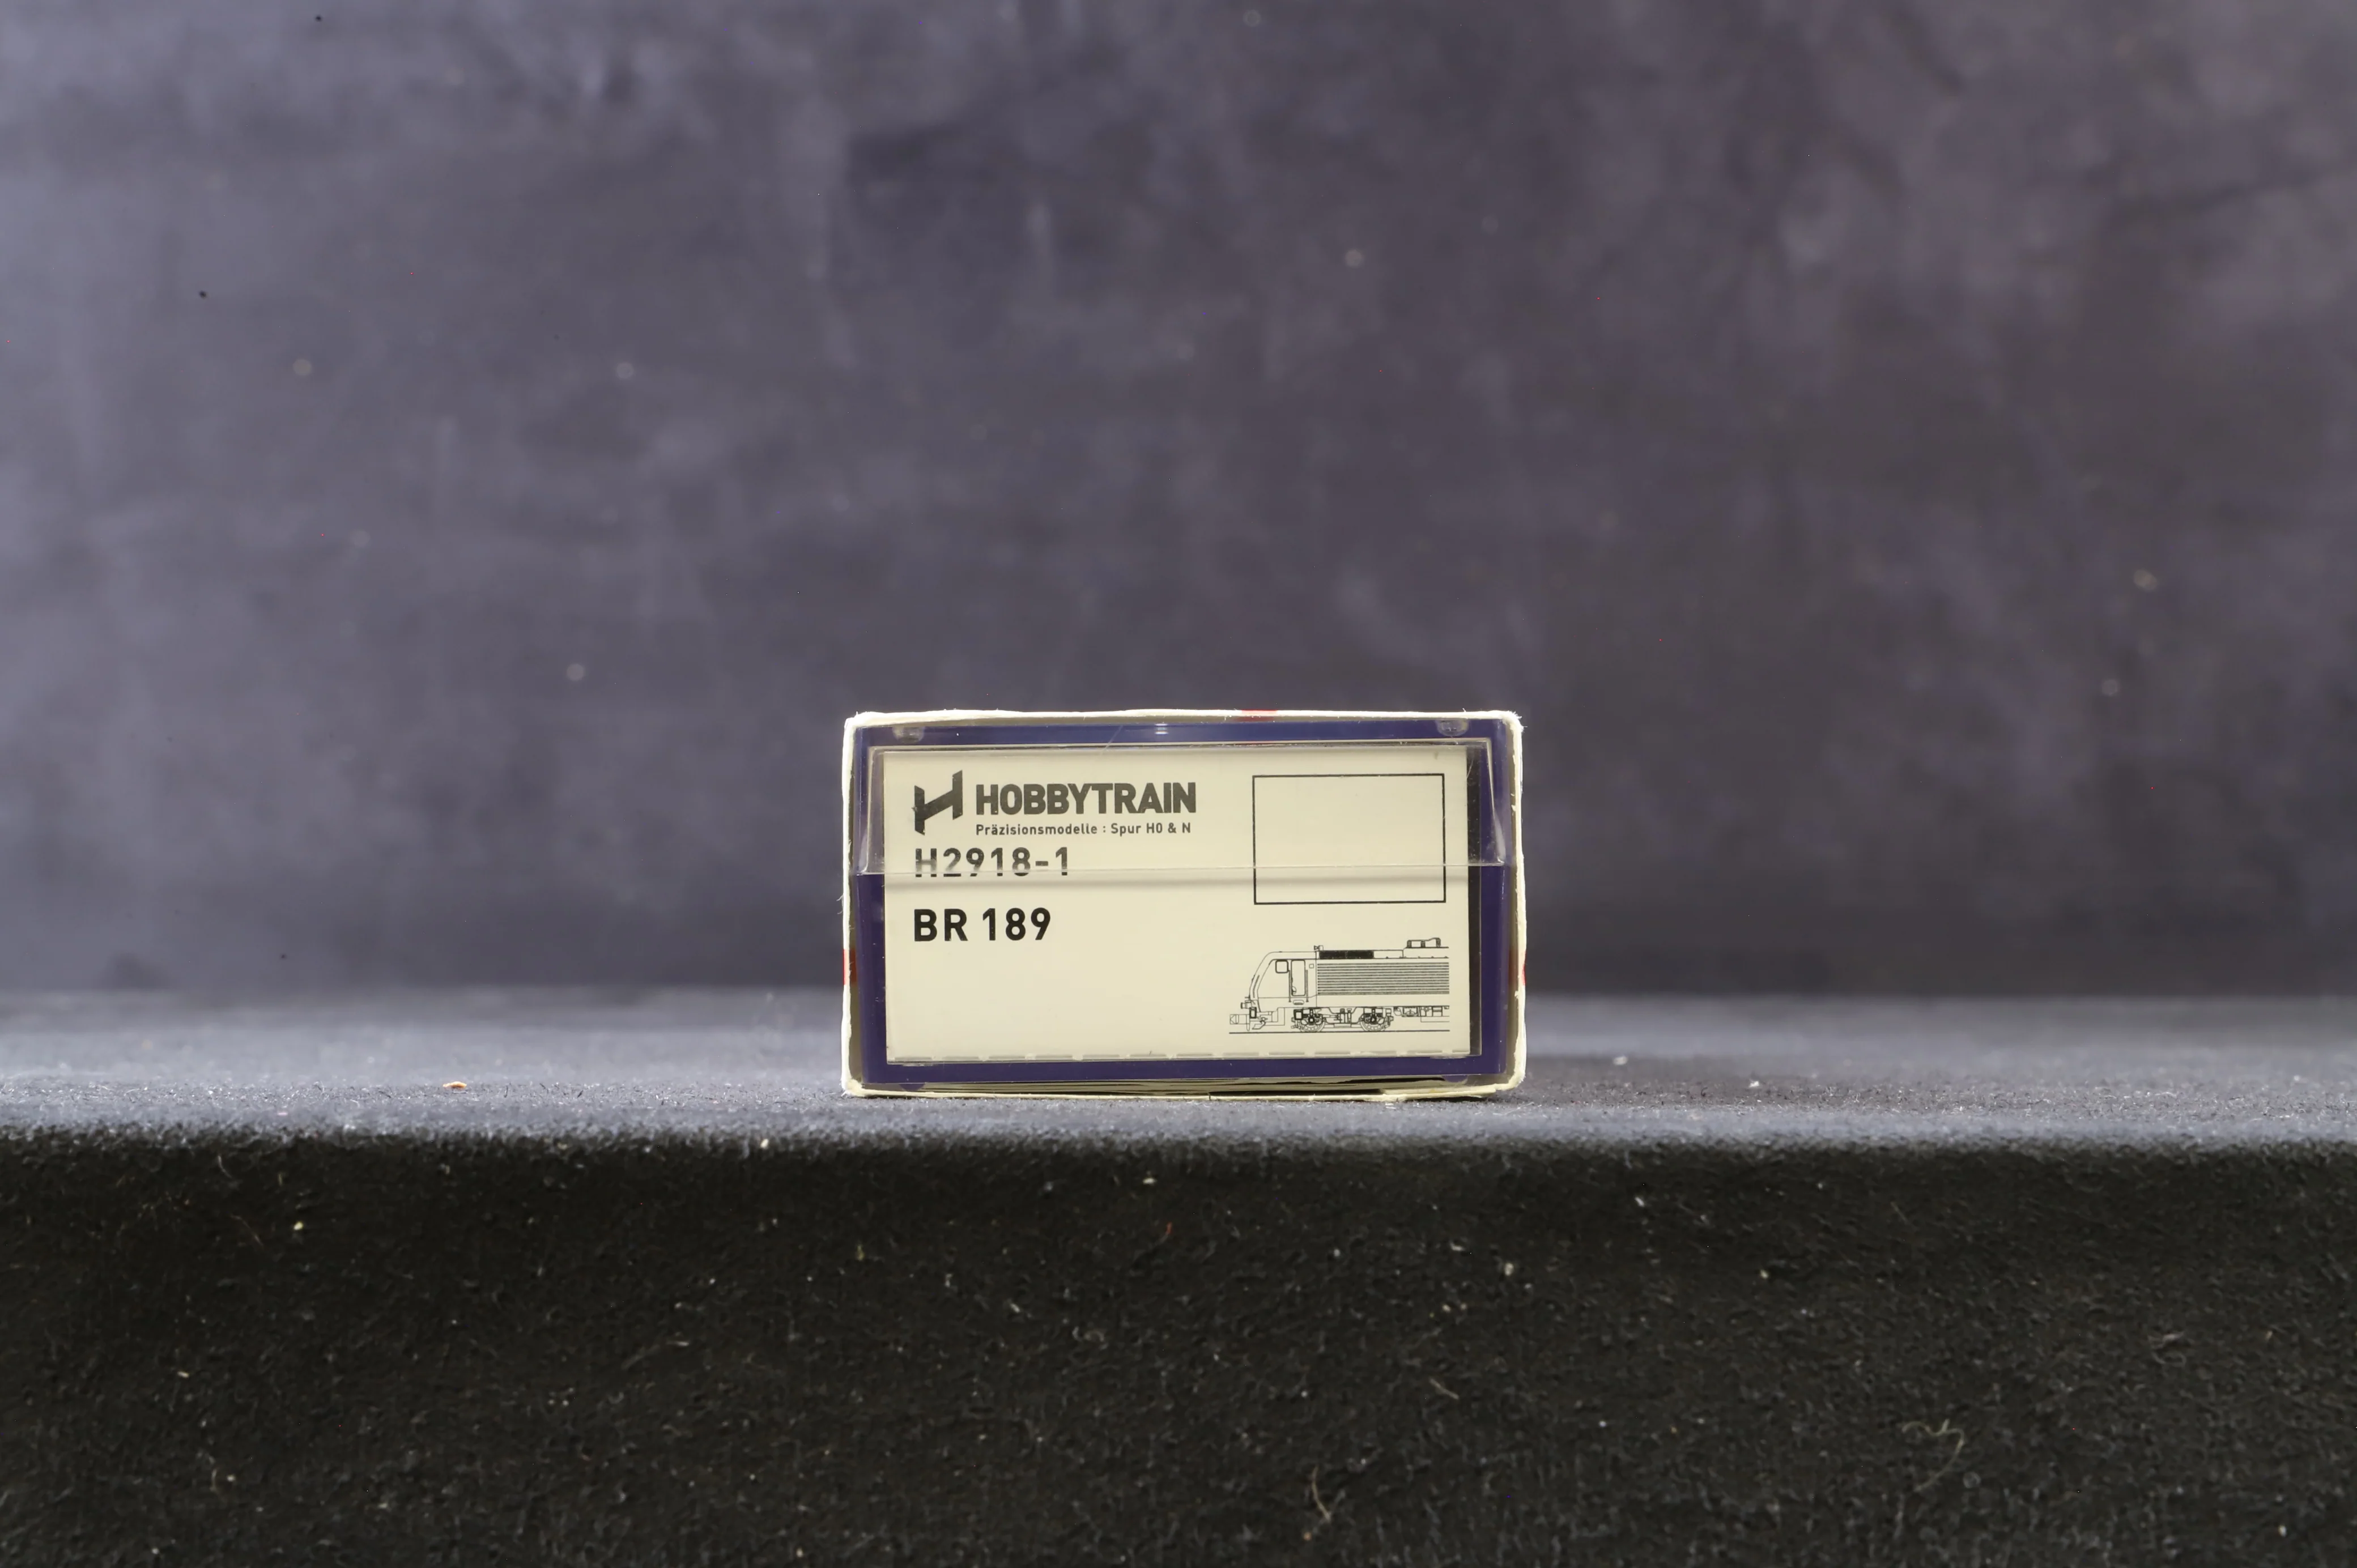 HOBBYTRAIN
Präzisionsmodelle : Spur H0 & N
H2918-1
BR 189